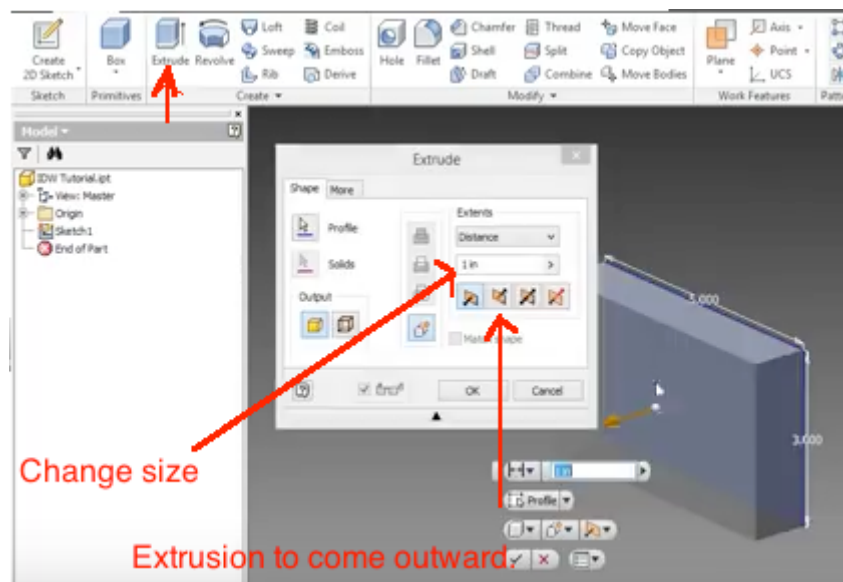 Create
2D Sketch
Box
Extrude
Revolve
Loft
Sweep
Rib
Coil
Emboss
Derive
Hole
Fillet
Chamfer
Shell
Draft
Thread
Split
Combine
Move Face
Copy Object
Move Bodies
Plane
Axis
Point
UCS
Sketch
Primitives
Create
Modify
Work Features
Model
IDW Tutorial.ipt
View: Master
Origin
Sketch1
End of Part
Extrude
Shape
More
Profile
Solids
Output
Extents
Distance
1 in
Match shape
OK
Cancel
5.000
3.000
Profile
Change size
Extrusion to come outward.